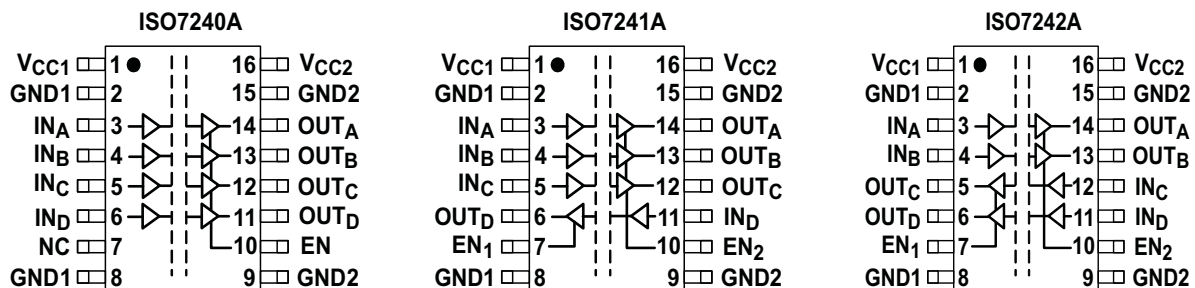 ISO7240A
VCC1 1 16 VCC2
GND1 2 15 GND2
INA 3 14 OUTA
INB 4 13 OUTB
INC 5 12 OUTC
IND 6 11 OUTD
NC 7 10 EN
GND1 8 9 GND2
ISO7241A
VCC1 1 16 VCC2
GND1 2 15 GND2
INA 3 14 OUTA
INB 4 13 OUTB
INC 5 12 OUTC
OUTD 6 11 IND
EN1 7 10 EN2
GND1 8 9 GND2
ISO7242A
VCC1 1 16 VCC2
GND1 2 15 GND2
INA 3 14 OUTA
INB 4 13 OUTB
OUTC 5 12 INC
OUTD 6 11 IND
EN1 7 10 EN2
GND1 8 9 GND2